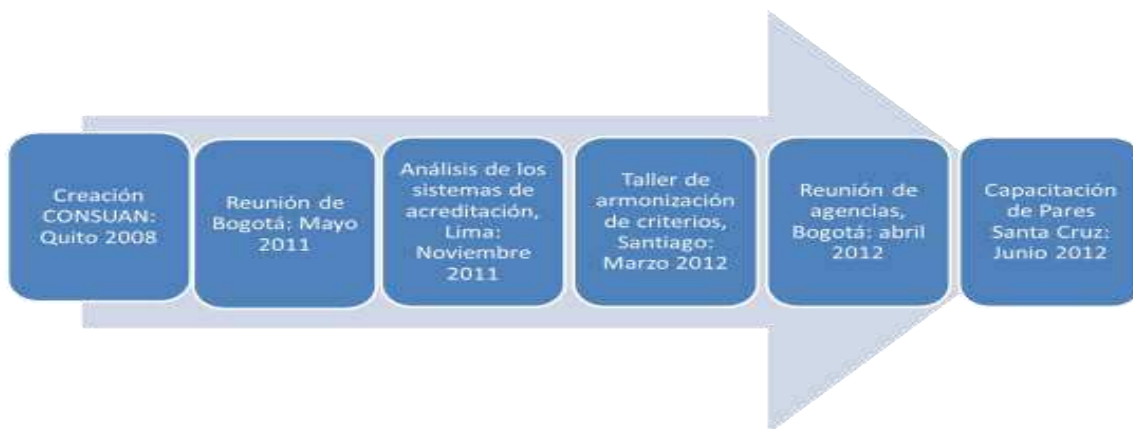 Creación
CONSUAN:
Quito 2008
Reunión de
Bogotá: Mayo
2011
Análisis de los
sistemas de
acreditación,
Lima:
Noviembre
2011
Taller de
armonización
de criterios,
Santiago:
Marzo 2012
Reunión de
agencias,
Bogotá: abril
2012
Capacitación
de Pares
Santa Cruz:
Junio 2012